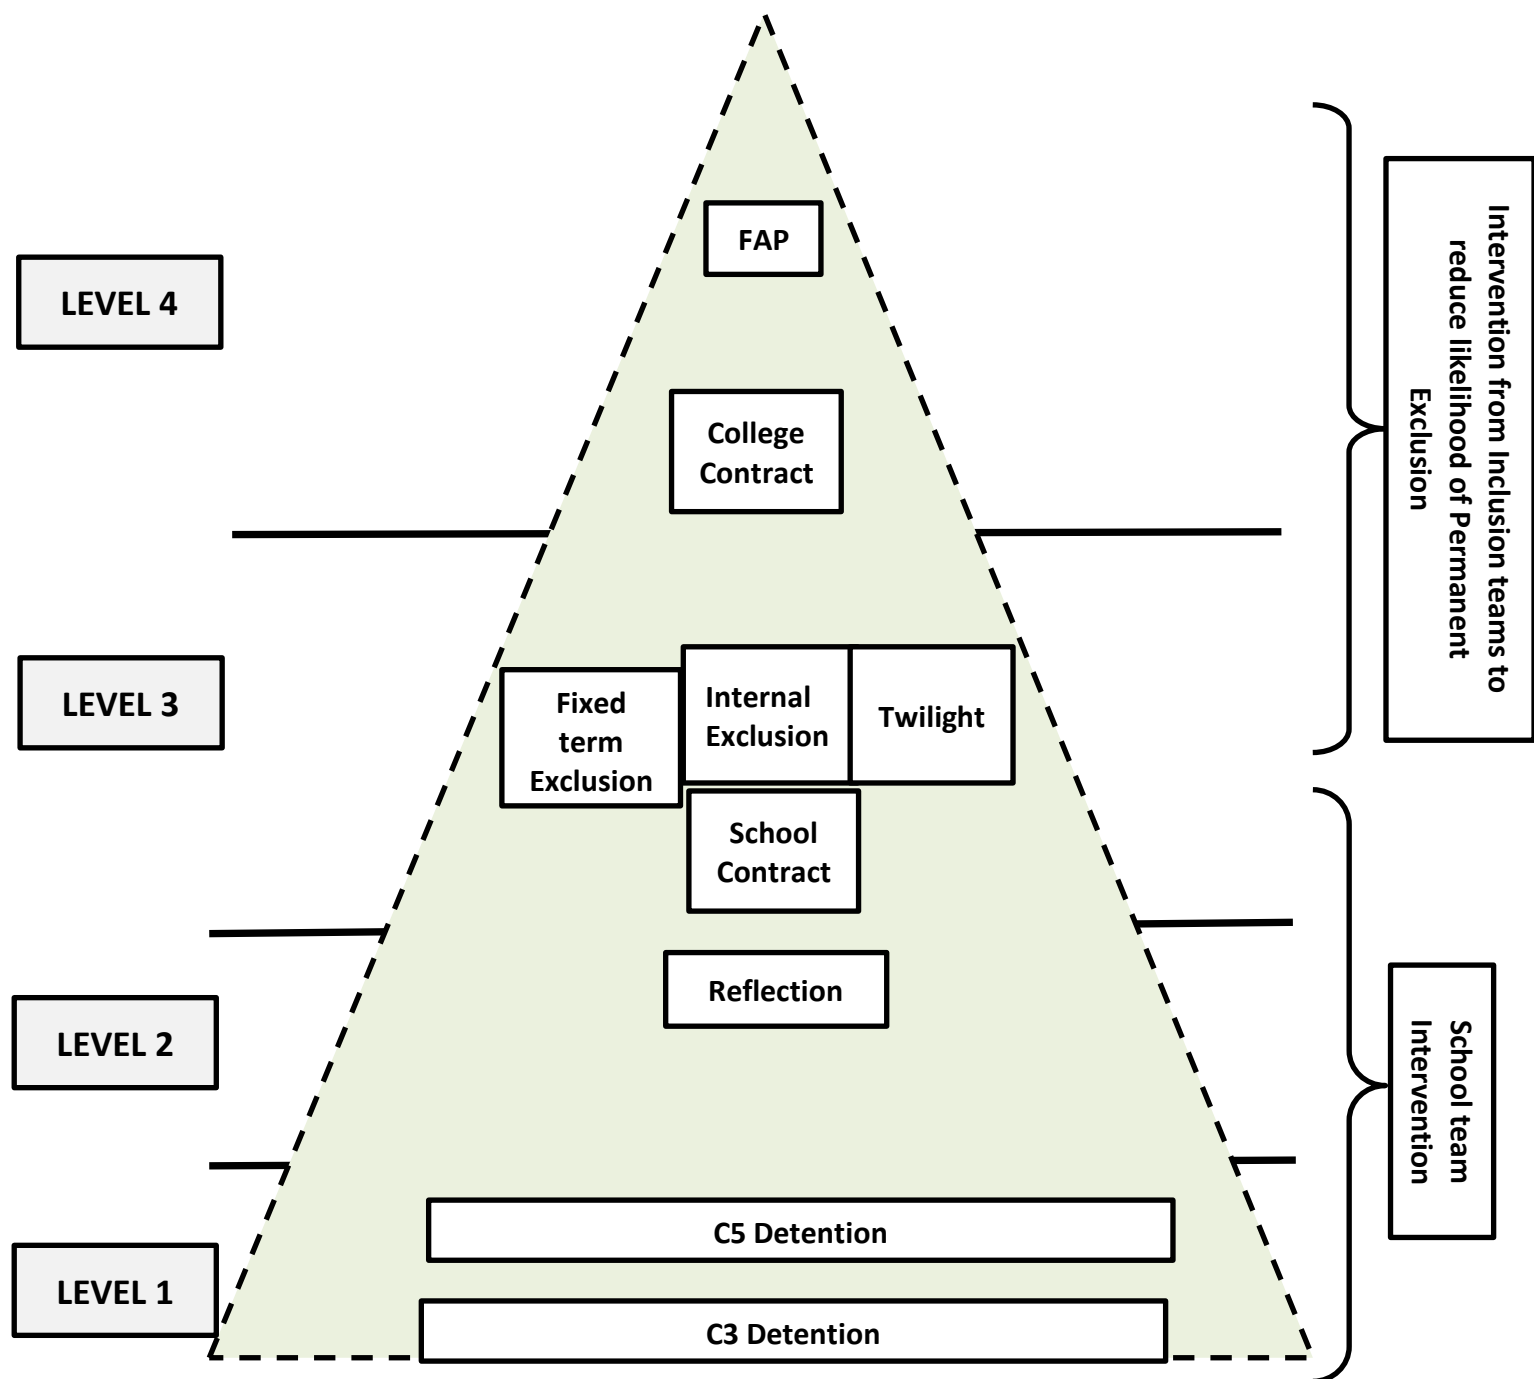 FAP
LEVEL 4
College
Contract
Intervention from Inclusion teams to
reduce likelihood of Permanent
Exclusion
LEVEL 3
Fixed
term
Exclusion
Internal
Exclusion
Twilight
School
Contract
Reflection
LEVEL 2
School team
Intervention
C5 Detention
LEVEL 1
C3 Detention